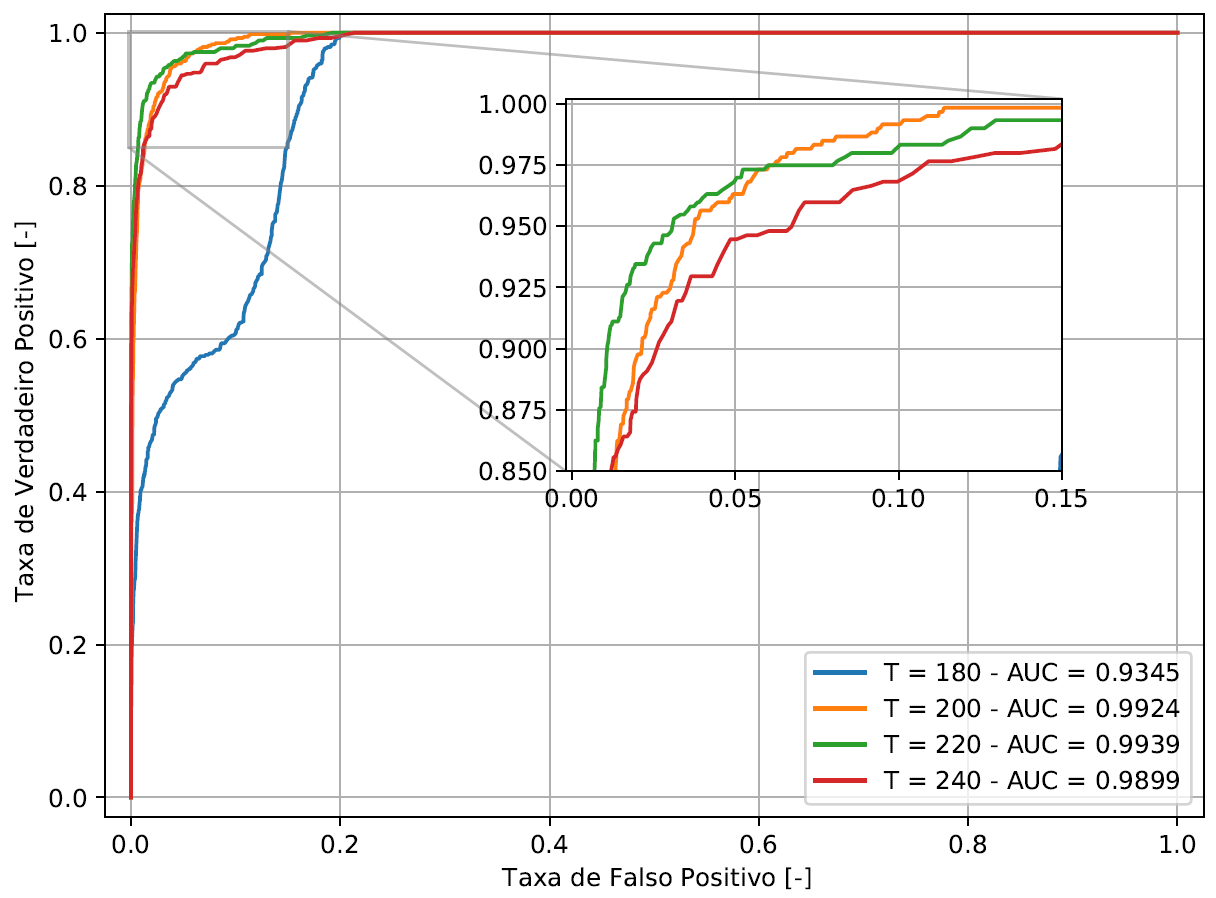 1.0
0.8
0.6
0.4
0.2
0.0
Taxa de Verdadeiro Positivo [-]
1.000
0.975
0.950
0.925
0.900
0.875
0.850
0.00 0.05 0.10 0.15
T = 180 - AUC = 0.9345
T = 200 - AUC = 0.9924
T = 220 - AUC = 0.9939
T = 240 - AUC = 0.9899
0.0 0.2 0.4 0.6 0.8 1.0
Taxa de Falso Positivo [-]